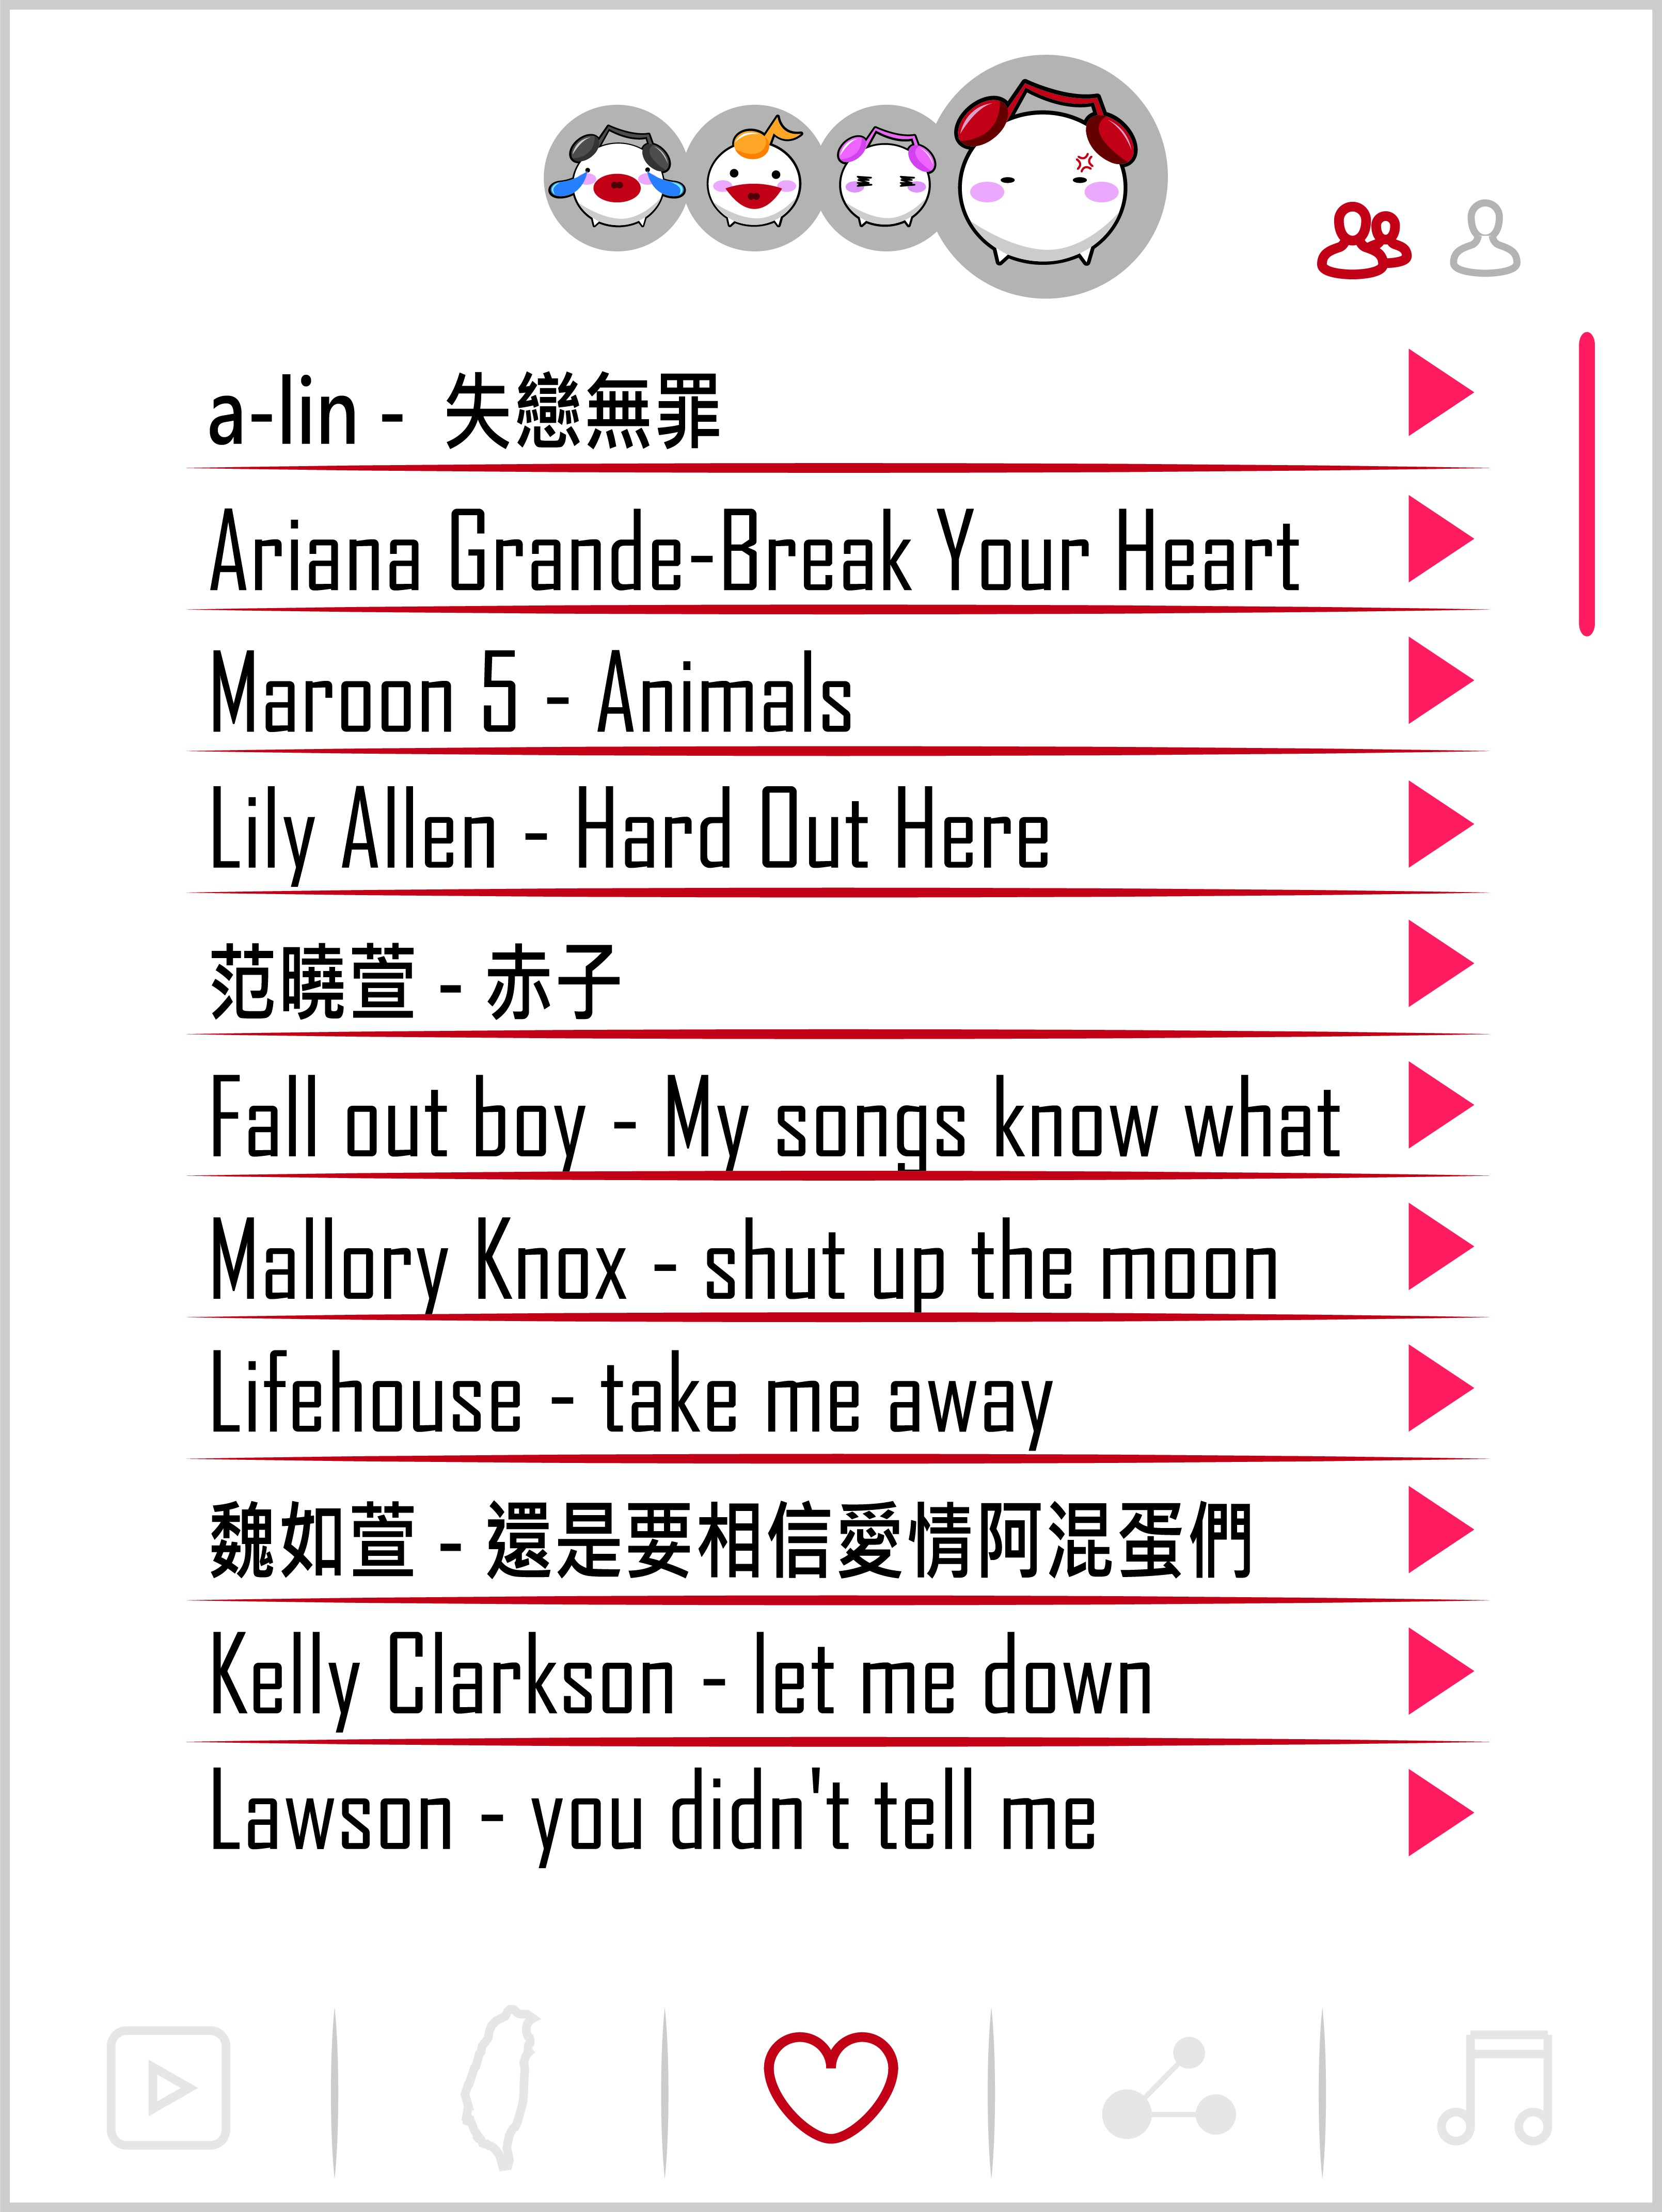 a-lin - 失戀無罪
Ariana Grande-Break Your Heart
Maroon 5 - Animals
Lily Allen - Hard Out Here
范曉萱 - 赤子
Fall out boy - My songs know what
Mallory Knox - shut up the moon
Lifehouse - take me away
魏如萱 - 還是要相信愛情阿混蛋們
Kelly Clarkson - let me down
Lawson - you didn't tell me